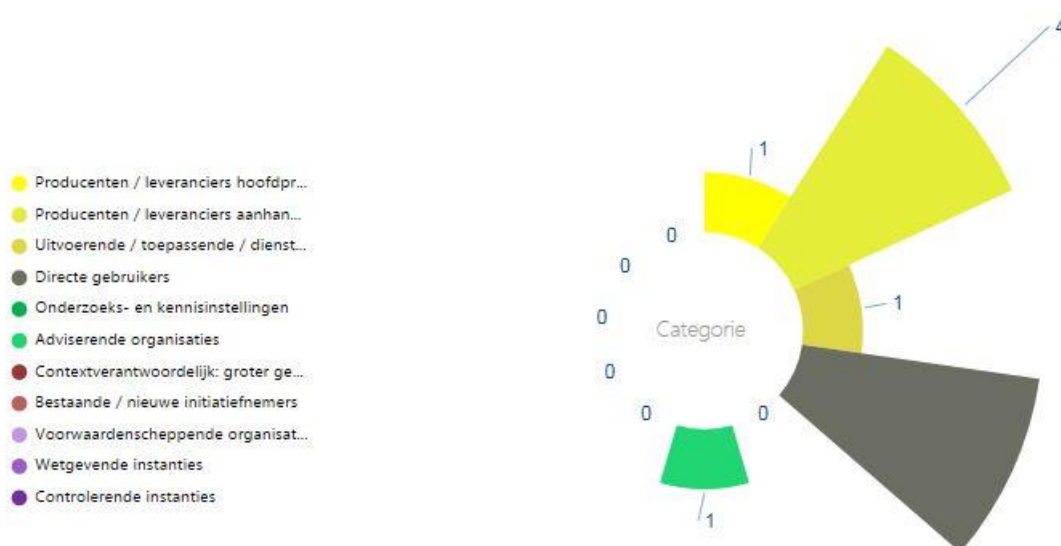 Producenten / leveranciers hoofdpr...
Producenten / leveranciers aanhan...
Uitvoerende / toepassende / dienst...
Directe gebruikers
Onderzoeks- en kennisinstellingen
Adviserende organisaties
Contextverantwoordelijk: groter ge...
Bestaande / nieuwe initiatiefnemers
Voorwaardenscheppende organisat...
Wetgevende instanties
Controlerende instanties
4
1
0
0
1
0
Categorie
0
0
0
1